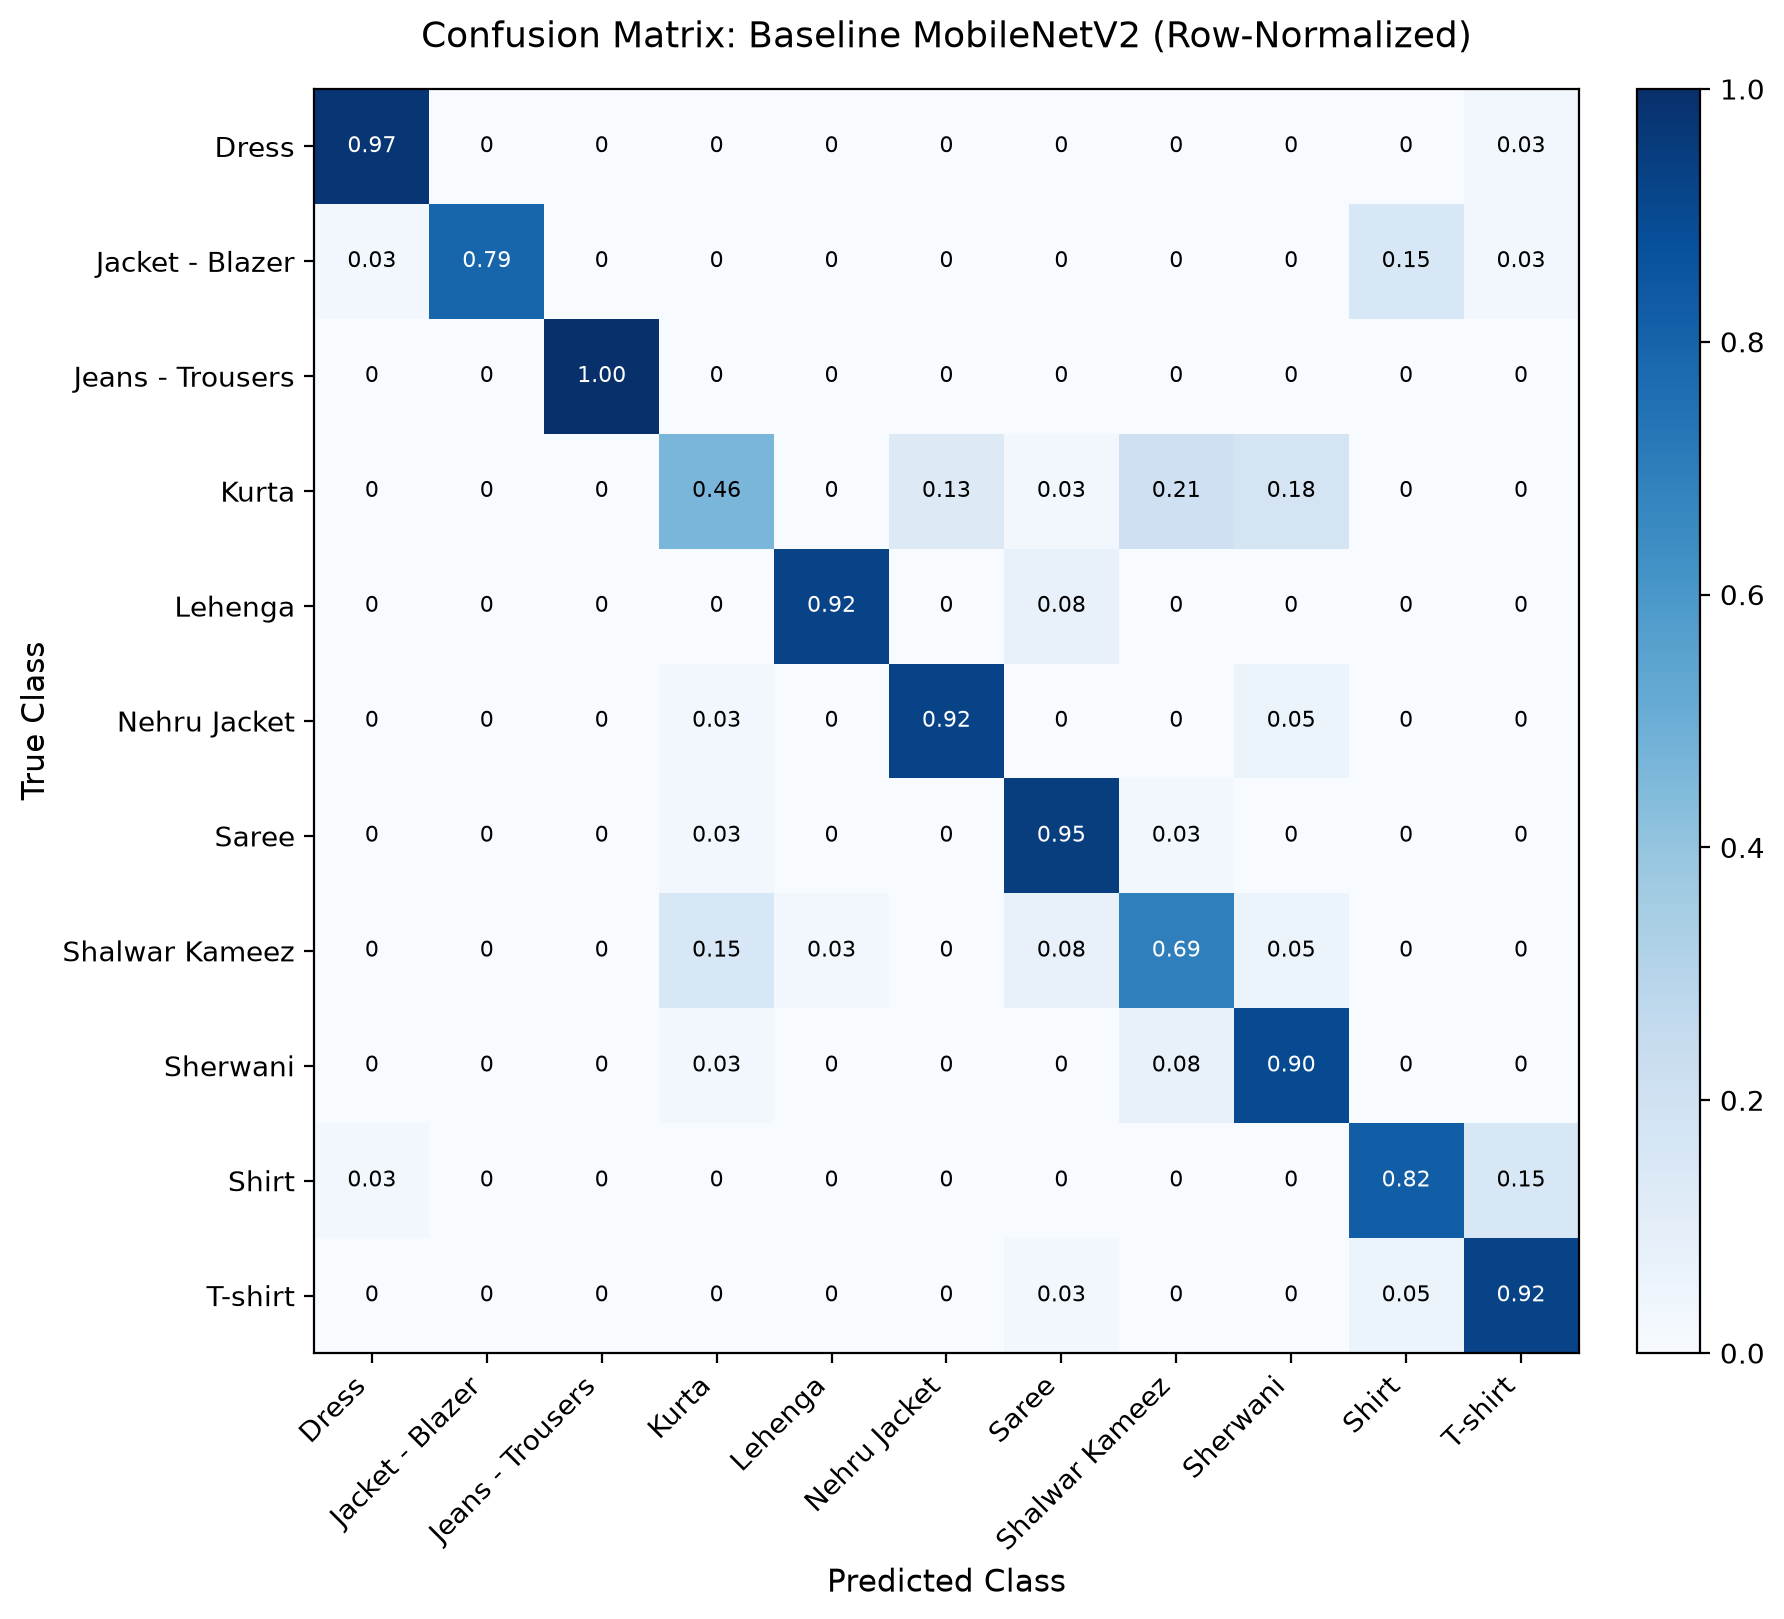 Confusion Matrix: Baseline MobileNetV2 (Row-Normalized)
Dress 0.97 0 0 0 0 0 0 0 0 0 0.03
Jacket - Blazer 0.03 0.79 0 0 0 0 0 0 0 0.15 0.03
Jeans - Trousers 0 0 1.00 0 0 0 0 0 0 0 0
Kurta 0 0 0 0.46 0 0.13 0.03 0.21 0.18 0 0
Lehenga 0 0 0 0 0.92 0 0.08 0 0 0 0
Nehru Jacket 0 0 0 0.03 0 0.92 0 0 0.05 0 0
Saree 0 0 0 0.03 0 0 0.95 0.03 0 0 0
Shalwar Kameez 0 0 0 0.15 0.03 0 0.08 0.69 0.05 0 0
Sherwani 0 0 0 0.03 0 0 0 0.08 0.90 0 0
Shirt 0.03 0 0 0 0 0 0 0 0 0.82 0.15
T-shirt 0 0 0 0 0 0 0.03 0 0 0.05 0.92
True Class
Dress
Jacket - Blazer
Jeans - Trousers
Kurta
Lehenga
Nehru Jacket
Saree
Shalwar Kameez
Sherwani
Shirt
T-shirt
Predicted Class
1.0
0.8
0.6
0.4
0.2
0.0